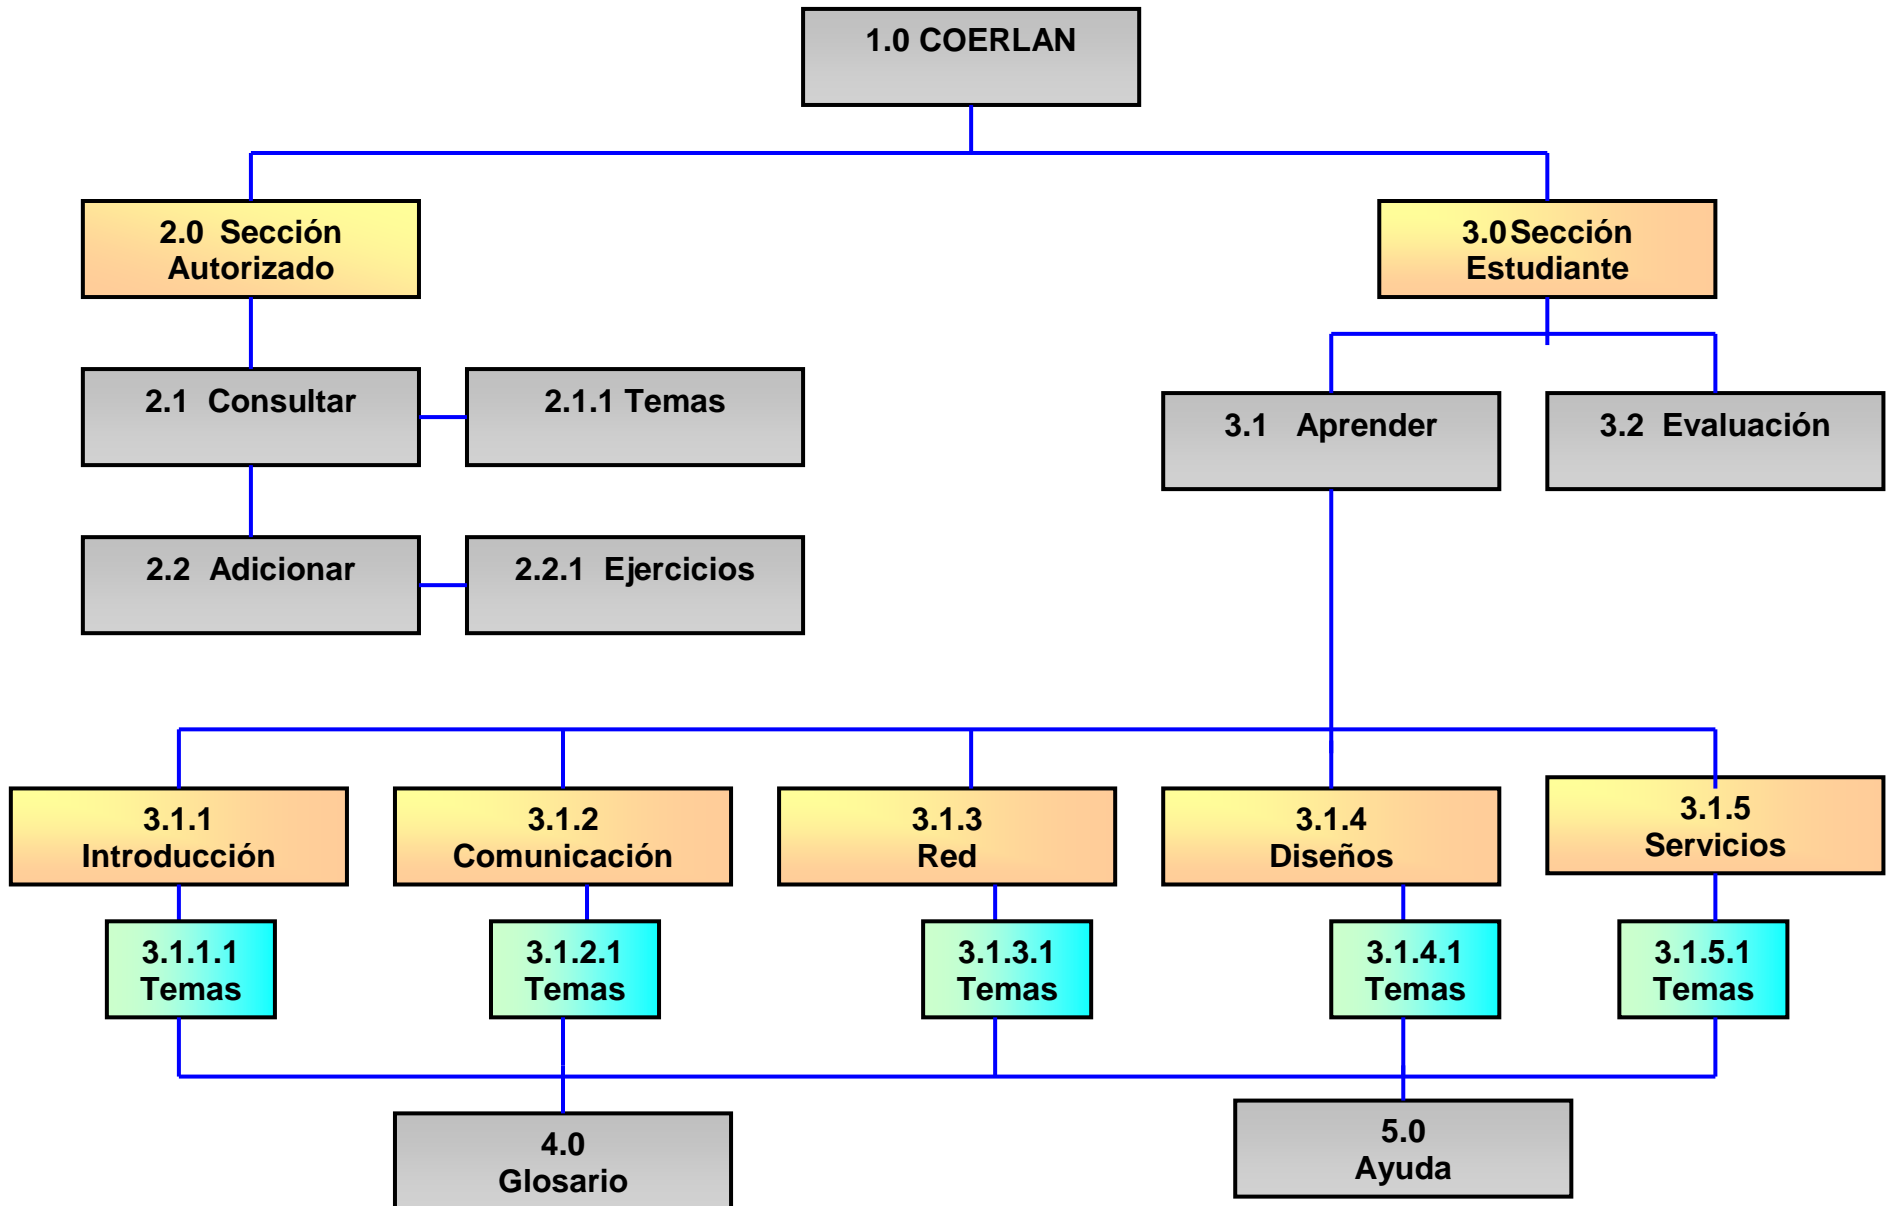 1.0 COERLAN
2.0 Sección
Autorizado
3.0 Sección
Estudiante
2.1 Consultar
2.1.1 Temas
3.1 Aprender
3.2 Evaluación
2.2 Adicionar
2.2.1 Ejercicios
3.1.1
Introducción
3.1.2
Comunicación
3.1.3
Red
3.1.4
Diseños
3.1.5
Servicios
3.1.1.1
Temas
3.1.2.1
Temas
3.1.3.1
Temas
3.1.4.1
Temas
3.1.5.1
Temas
4.0
Glosario
5.0
Ayuda